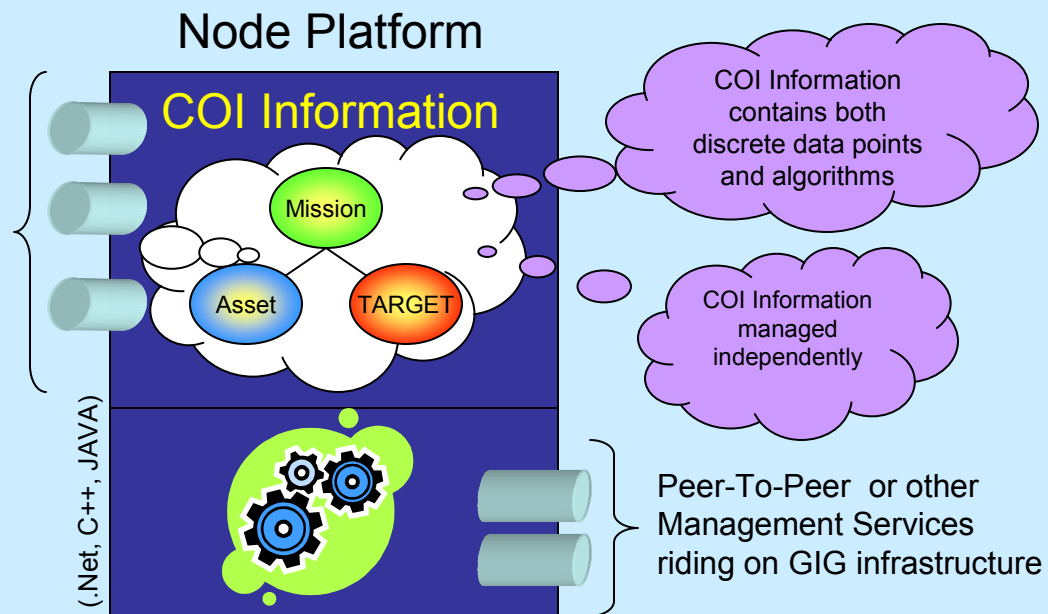 Node Platform
COI Information
Mission
Asset
TARGET
COI Information
contains both
discrete data points
and algorithms
COI Information
managed
independently
(.Net, C++, JAVA)
Peer-To-Peer or other
Management Services
riding on GIG infrastructure